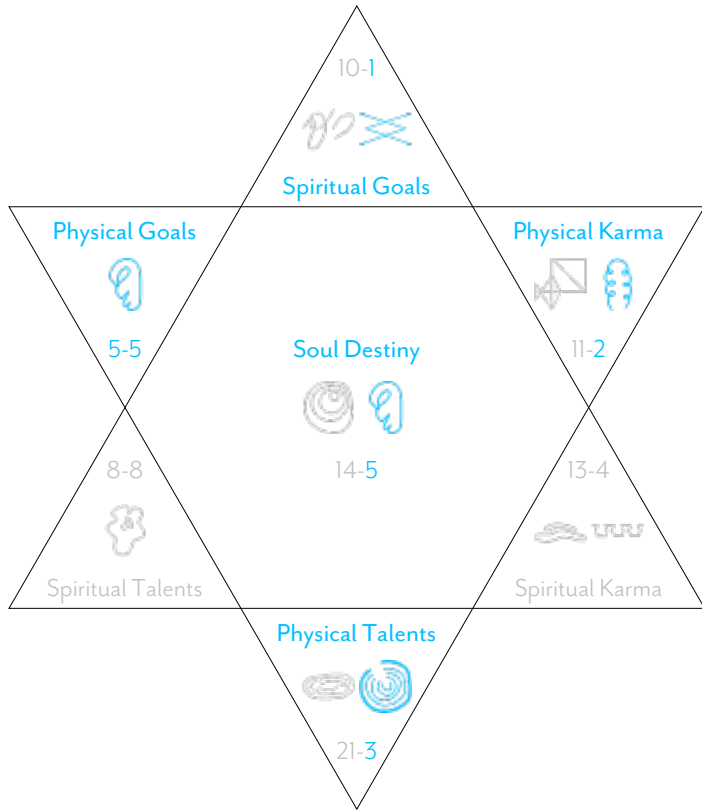 10-1
Spiritual Goals
Physical Goals
5-5
Physical Karma
11-2
Soul Destiny
14-5
8-8
Spiritual Talents
13-4
Spiritual Karma
Physical Talents
21-3